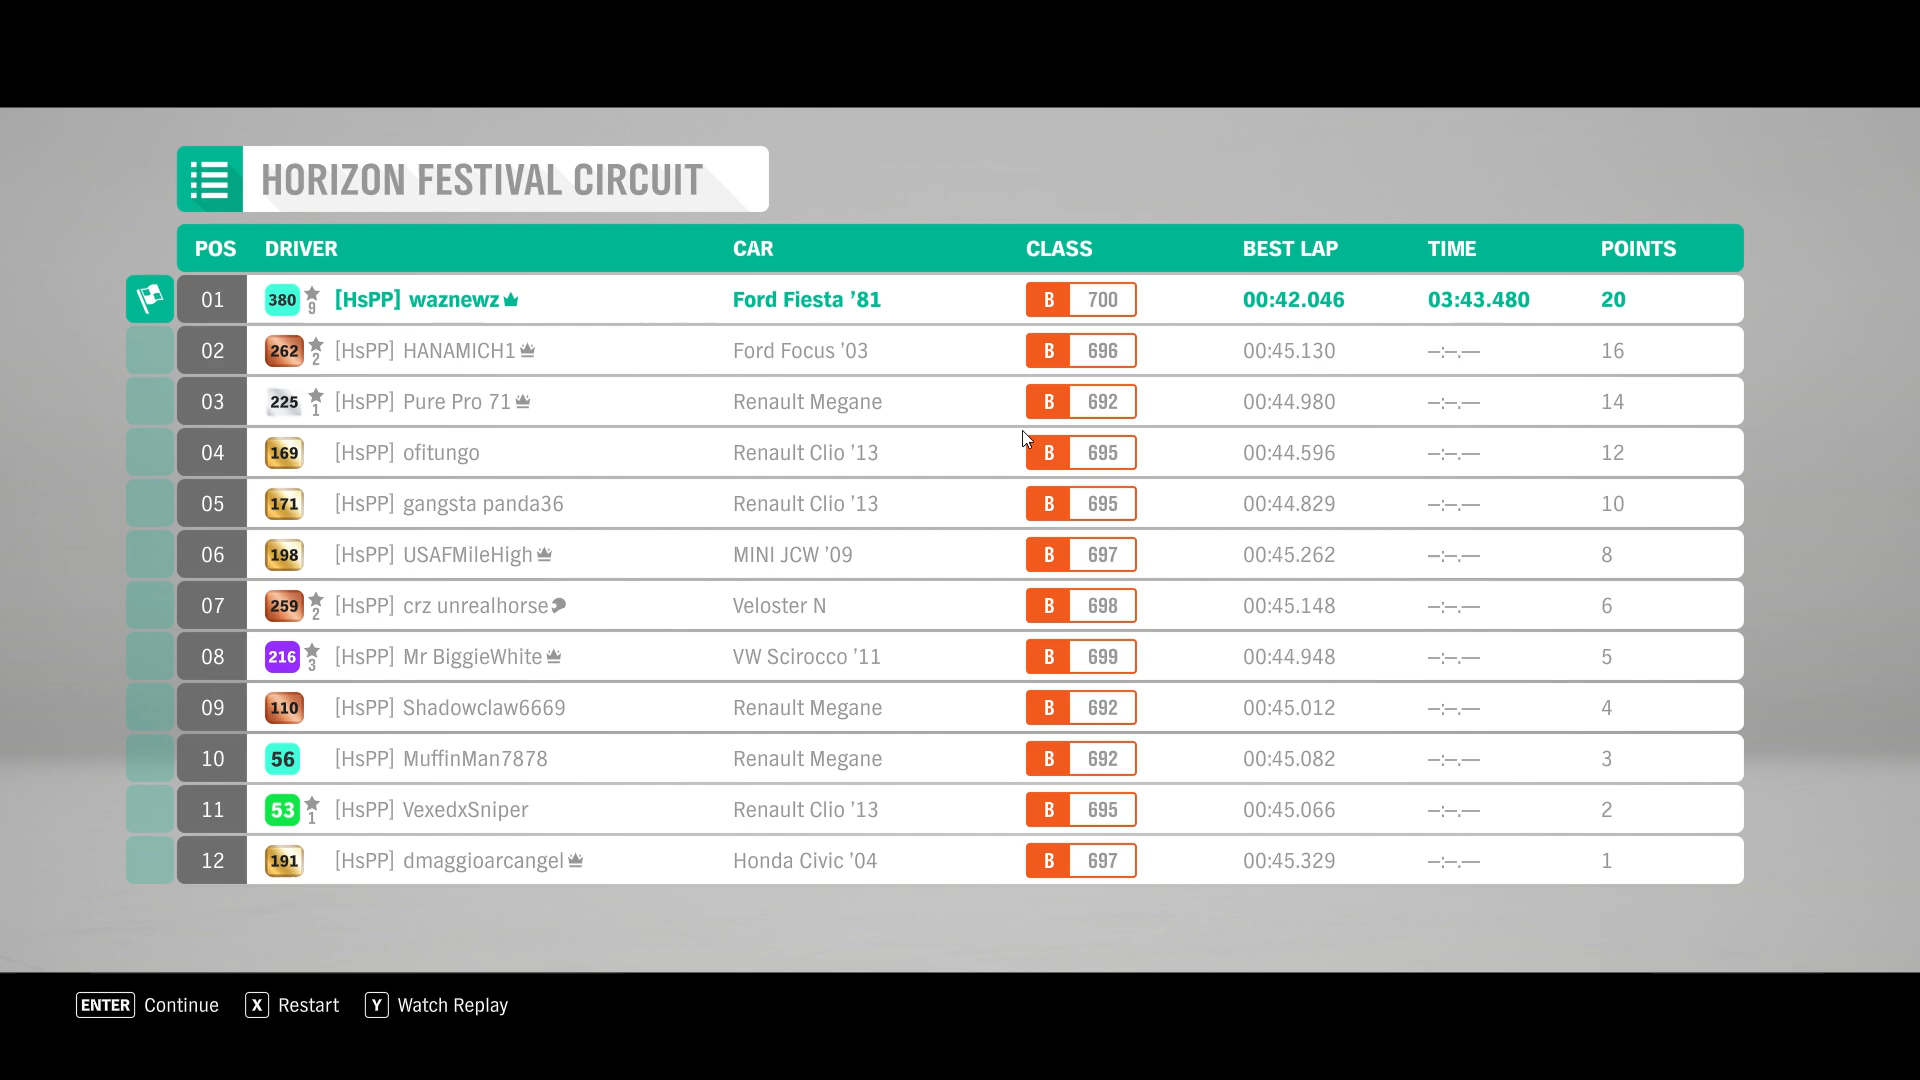 HORIZON FESTIVAL CIRCUIT
POS DRIVER CAR CLASS BEST LAP TIME POINTS
01 380 9 [HsPP] waznewz Ford Fiesta ’81 B 700 00:42.046 03:43.480 20
02 262 2 [HsPP] HANAMICH1 Ford Focus ’03 B 696 00:45.130 –:–.–– 16
03 225 1 [HsPP] Pure Pro 71 Renault Megane B 692 00:44.980 –:–.–– 14
04 169 [HsPP] ofitungo Renault Clio ’13 B 695 00:44.596 –:–.–– 12
05 171 [HsPP] gangsta panda36 Renault Clio ’13 B 695 00:44.829 –:–.–– 10
06 198 [HsPP] USAFMileHigh MINI JCW ’09 B 697 00:45.262 –:–.–– 8
07 259 2 [HsPP] crz unrealhorse Veloster N B 698 00:45.148 –:–.–– 6
08 216 3 [HsPP] Mr BiggieWhite VW Scirocco ’11 B 699 00:44.948 –:–.–– 5
09 110 [HsPP] Shadowclaw6669 Renault Megane B 692 00:45.012 –:–.–– 4
10 56 [HsPP] MuffinMan7878 Renault Megane B 692 00:45.082 –:–.–– 3
11 53 1 [HsPP] VexedxSniper Renault Clio ’13 B 695 00:45.066 –:–.–– 2
12 191 [HsPP] dmaggioarcangel Honda Civic ’04 B 697 00:45.329 –:–.–– 1
ENTER Continue X Restart Y Watch Replay